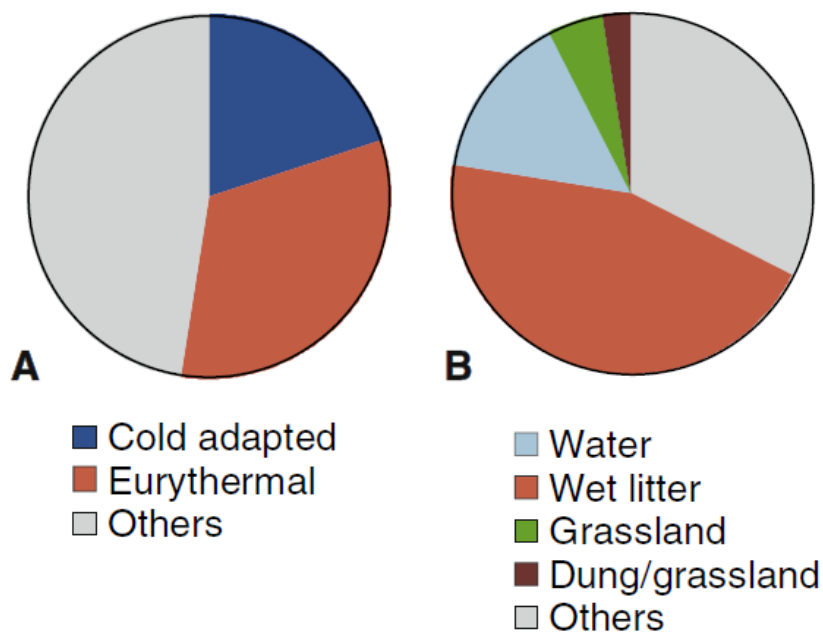 A
B
Cold adapted
Eurythermal
Others
Water
Wet litter
Grassland
Dung/grassland
Others